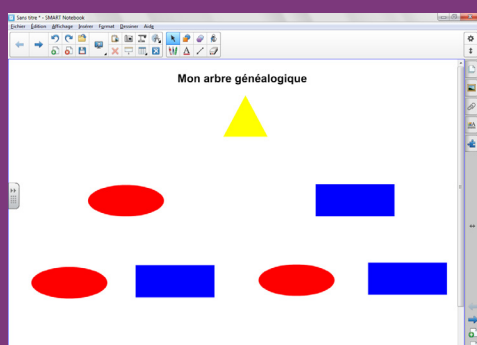 Sans titre * - SMART Notebook
Fichier Edition Affichage Insérer Format Dessiner Aide
Mon arbre généalogique